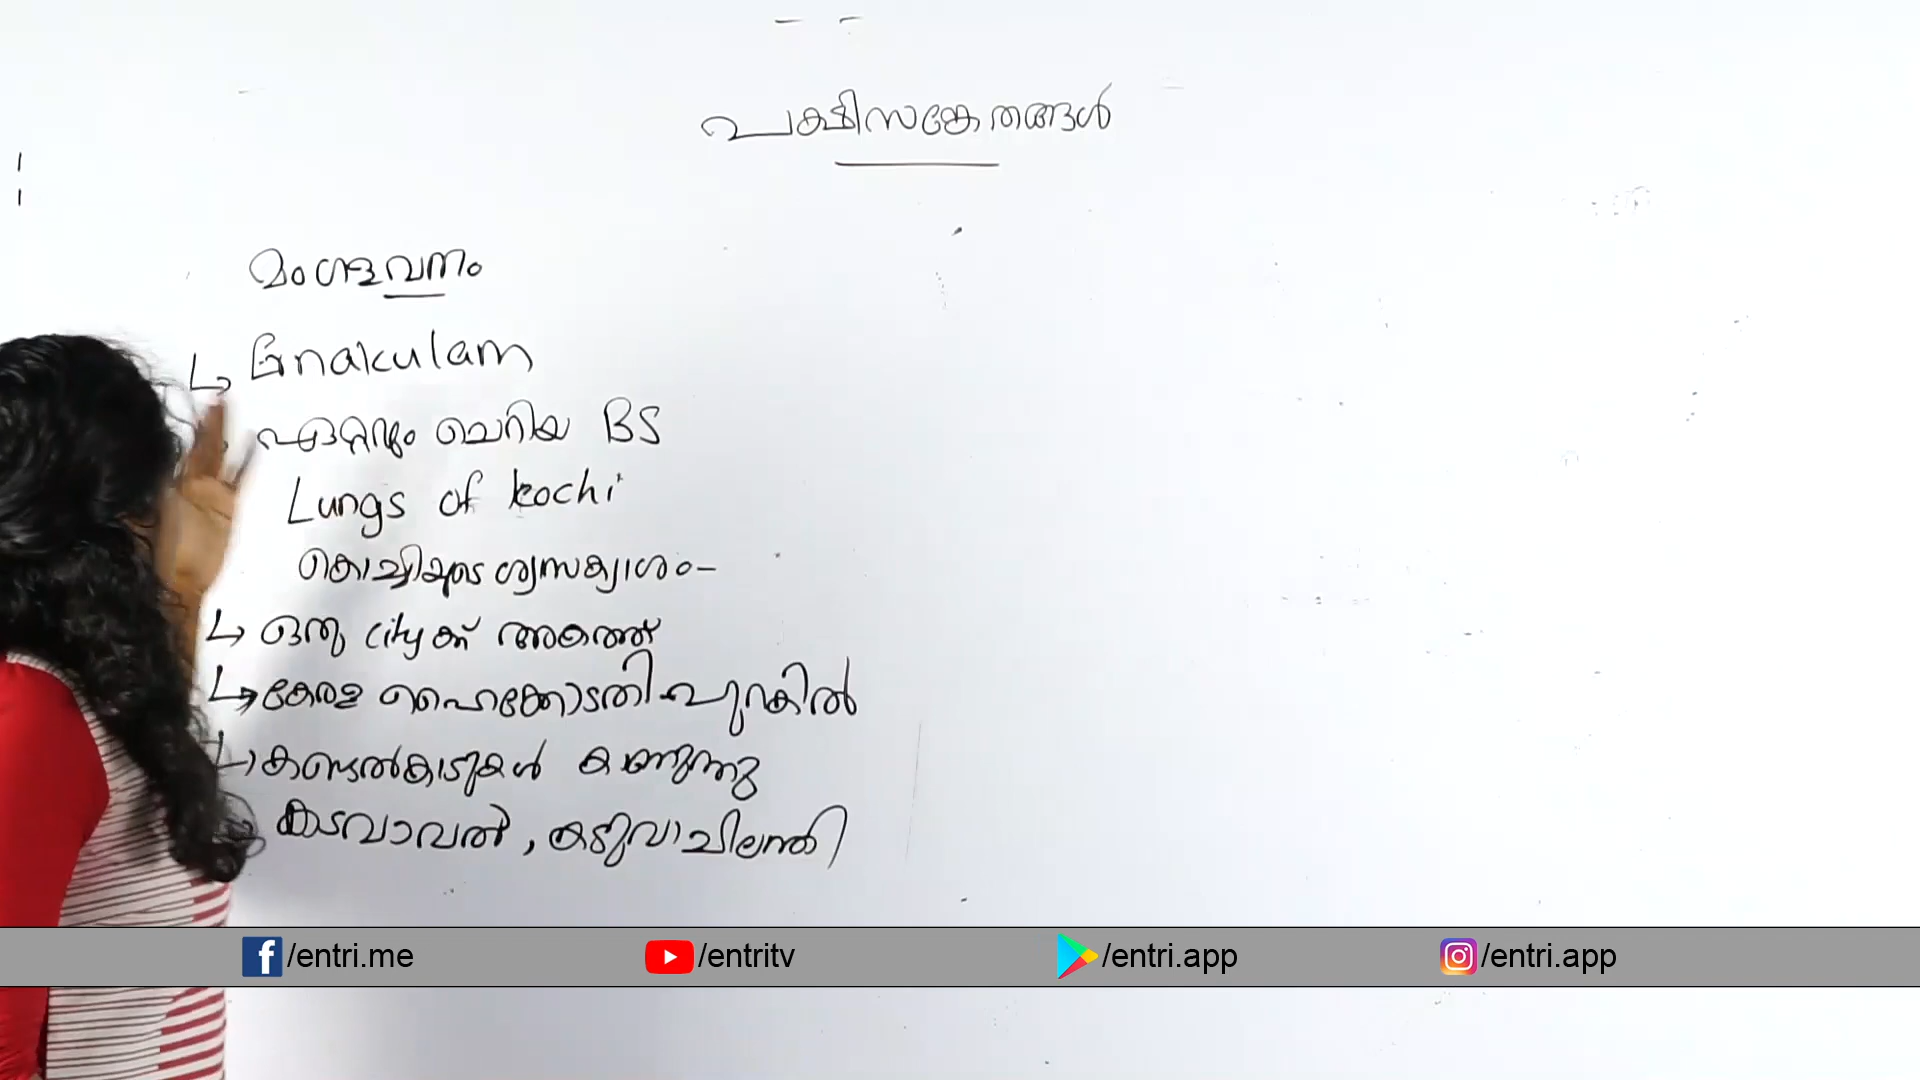 പക്ഷിസങ്കേതങ്ങൾ
മംഗളവനം
Ernakulam
ഏറ്റവും ചെറിയ BS
Lungs of kochi
കൊച്ചിയുടെ ശ്വാസകോശം-
ഒരു cityക്ക് അകത്ത്
കേരള ഹൈക്കോടതി പുറകിൽ
കണ്ടൽകാടുകൾ കാണുന്നു
കടവാവൽ, കടുവാചിലന്തി
/entri.me /entritv /entri.app /entri.app